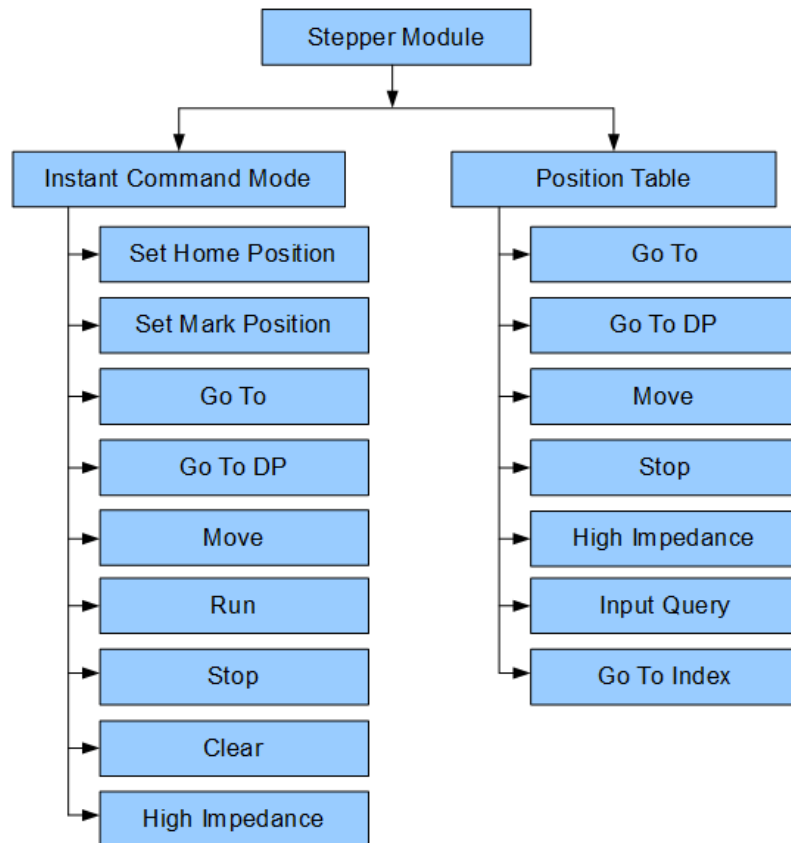 Stepper Module
Instant Command Mode
Set Home Position
Set Mark Position
Go To
Go To DP
Move
Run
Stop
Clear
High Impedance
Position Table
Go To
Go To DP
Move
Stop
High Impedance
Input Query
Go To Index